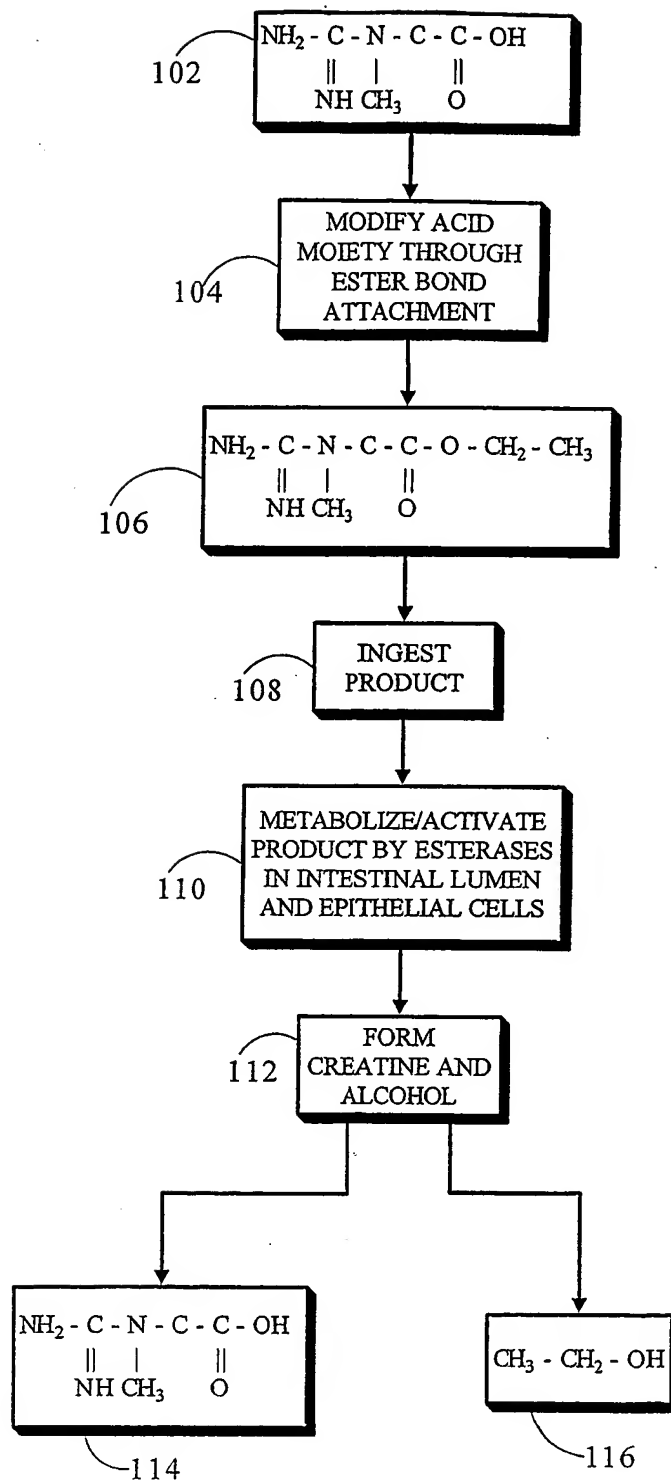 NH₂ - C - N - C - C - OH
|| | ||
NH CH₃ O
102
MODIFY ACID
MOIETY THROUGH
ESTER BOND
ATTACHMENT
104
NH₂ - C - N - C - C - O - CH₂ - CH₃
|| | ||
NH CH₃ O
106
INGEST
PRODUCT
108
METABOLIZE/ACTIVATE
PRODUCT BY ESTERASES
IN INTESTINAL LUMEN
AND EPITHELIAL CELLS
110
FORM
CREATINE AND
ALCOHOL
112
NH₂ - C - N - C - C - OH
|| | ||
NH CH₃ O
114
CH₃ - CH₂ - OH
116